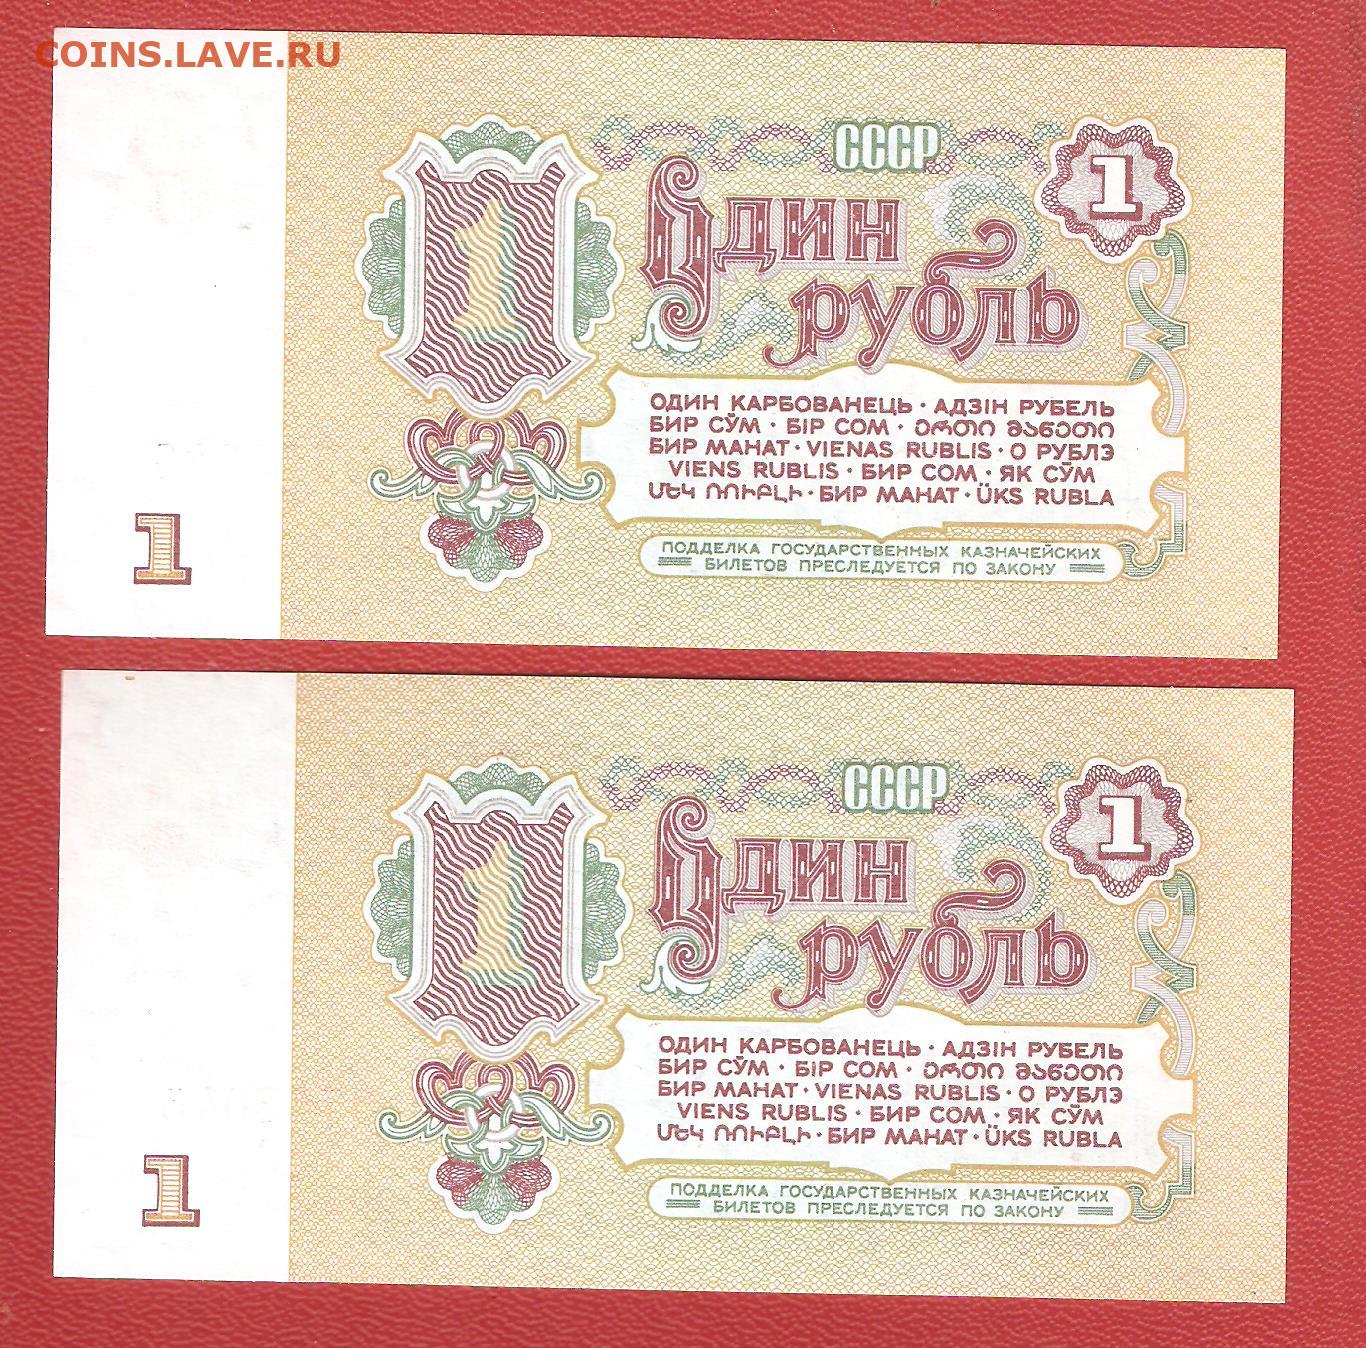 COINS.LAVE.RU
1
СССР
1
Один
рубль
ОДИН КАРБОВАНЕЦЬ · АДЗІН РУБЕЛЬ
БИР СЎМ · БІР СОМ · ერთი მანეთი
БИР МАНАТ · VIENAS RUBLIS · О РУБЛЭ
VIENS RUBLIS · БИР СОМ · ЯК СӮМ
ՄԵԿ ՌՈՒԲԼԻ · БИР МАНАТ · ÜKS RUBLA
1
ПОДДЕЛКА ГОСУДАРСТВЕННЫХ КАЗНАЧЕЙСКИХ
БИЛЕТОВ ПРЕСЛЕДУЕТСЯ ПО ЗАКОНУ
1
СССР
1
Один
рубль
ОДИН КАРБОВАНЕЦЬ · АДЗІН РУБЕЛЬ
БИР СЎМ · БІР СОМ · ერთი მანეთი
БИР МАНАТ · VIENAS RUBLIS · О РУБЛЭ
VIENS RUBLIS · БИР СОМ · ЯК СӮМ
ՄԵԿ ՌՈՒԲԼԻ · БИР МАНАТ · ÜKS RUBLA
1
ПОДДЕЛКА ГОСУДАРСТВЕННЫХ КАЗНАЧЕЙСКИХ
БИЛЕТОВ ПРЕСЛЕДУЕТСЯ ПО ЗАКОНУ